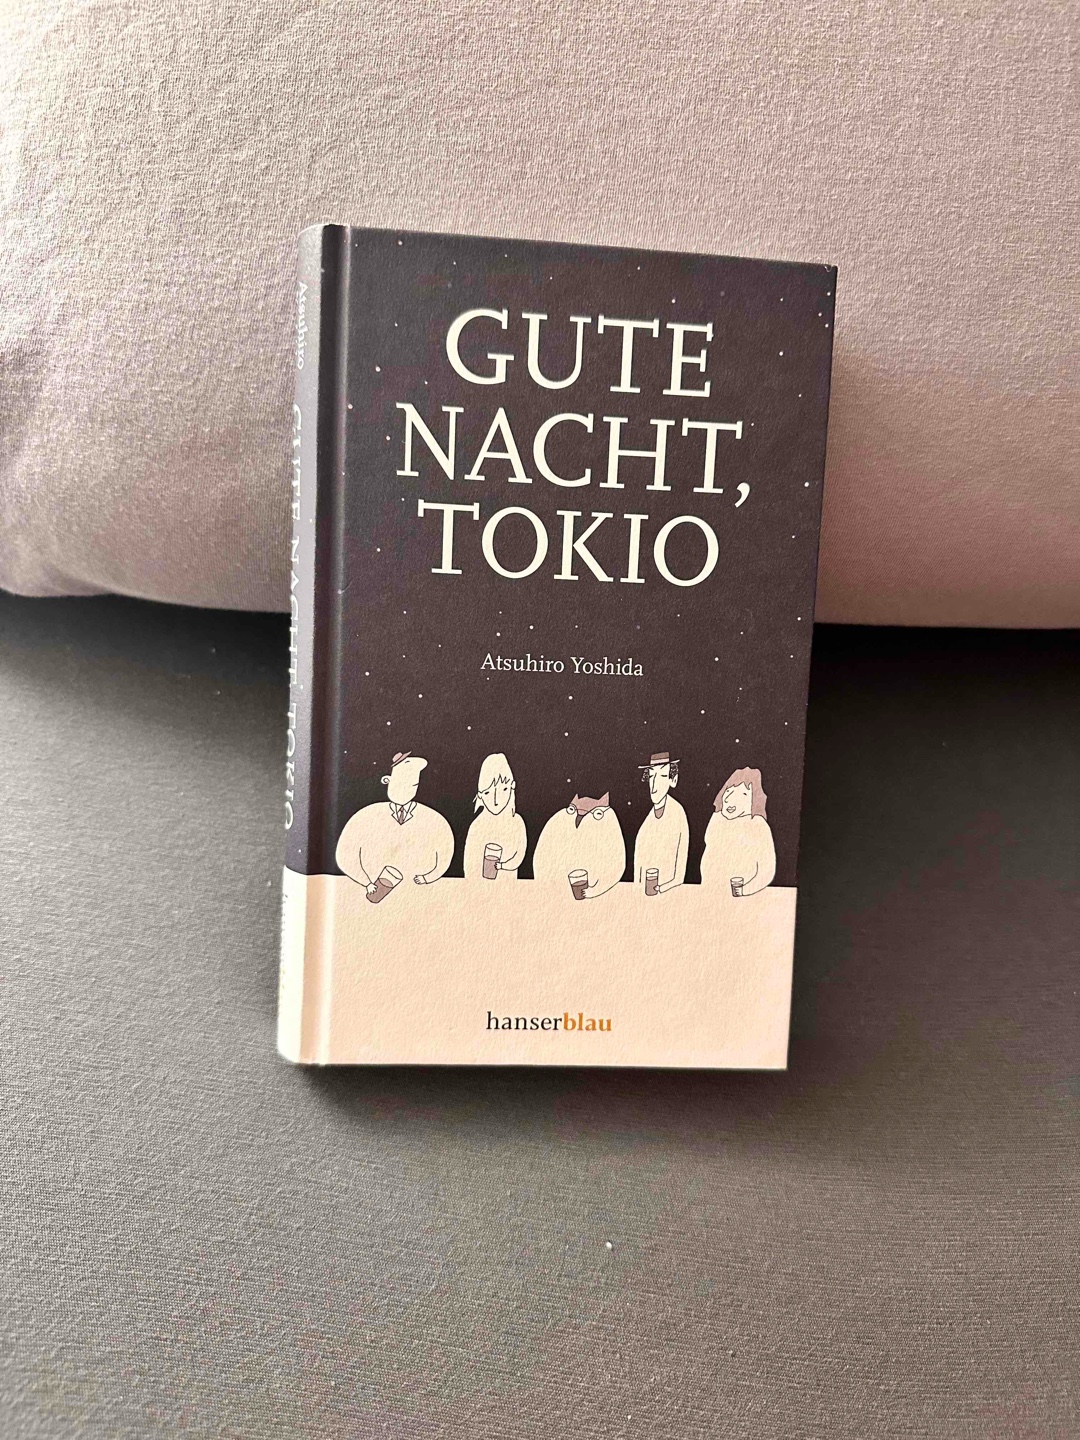 GUTE
NACHT,
TOKIO
Atsuhiro Yoshida
hanserblau
Atsuhiro
GUTE NACHT, TOKIO